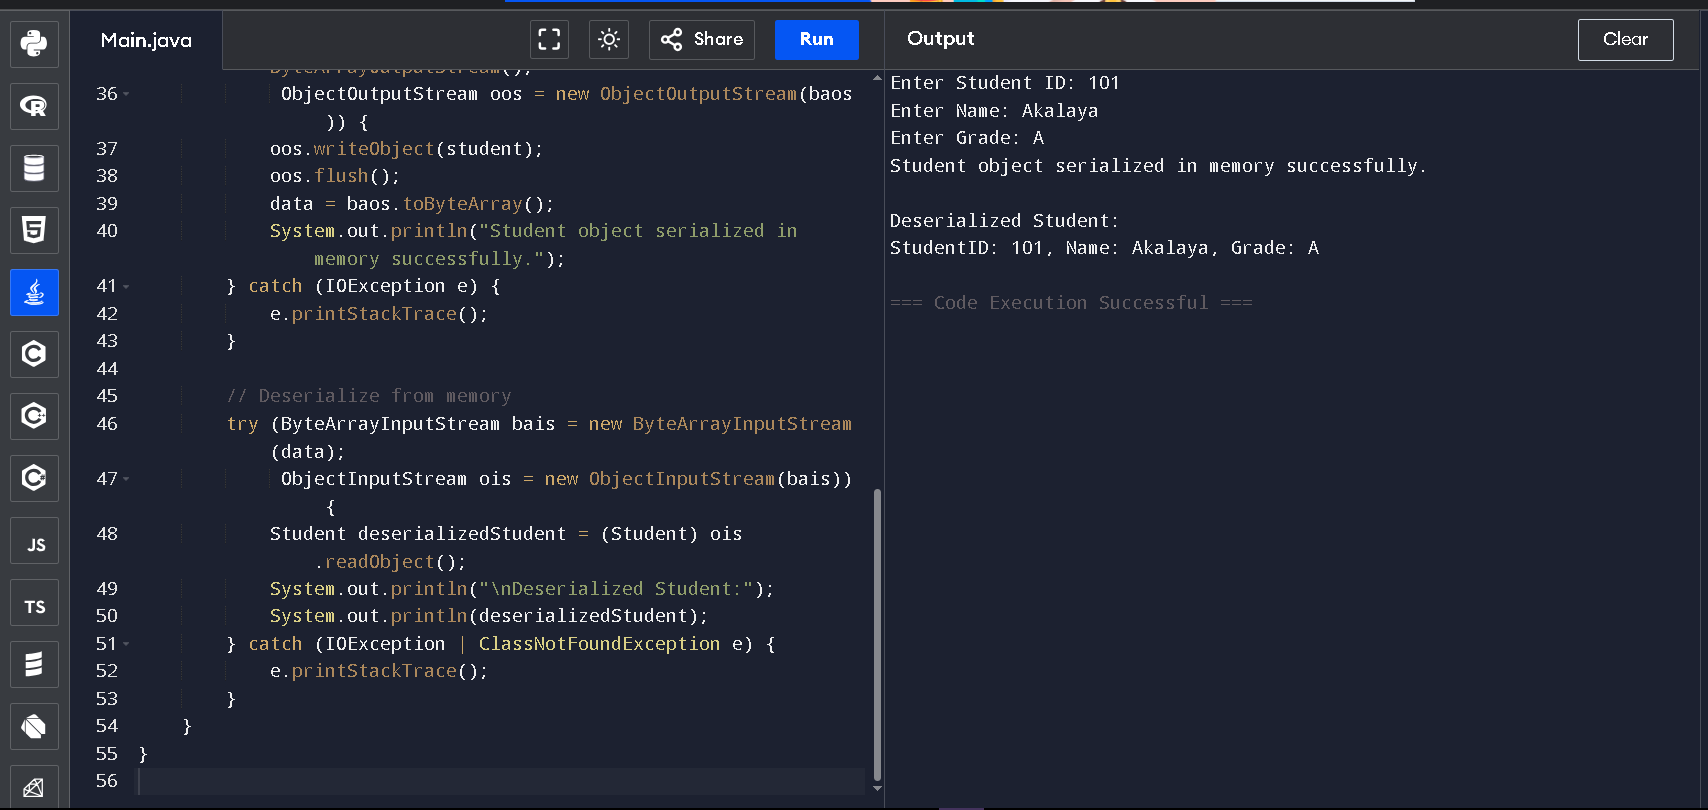 Main.java
Share
Run
Output
Clear
ByteArrayOutputStream();
36 ObjectOutputStream oos = new ObjectOutputStream(baos
)) {
37 oos.writeObject(student);
38 oos.flush();
39 data = baos.toByteArray();
40 System.out.println("Student object serialized in
memory successfully.");
41 } catch (IOException e) {
42 e.printStackTrace();
43 }
44
45 // Deserialize from memory
46 try (ByteArrayInputStream bais = new ByteArrayInputStream
(data);
47 ObjectInputStream ois = new ObjectInputStream(bais))
{
48 Student deserializedStudent = (Student) ois
.readObject();
49 System.out.println("\nDeserialized Student:");
50 System.out.println(deserializedStudent);
51 } catch (IOException | ClassNotFoundException e) {
52 e.printStackTrace();
53 }
54 }
55 }
56
Enter Student ID: 101
Enter Name: Akalaya
Enter Grade: A
Student object serialized in memory successfully.
Deserialized Student:
StudentID: 101, Name: Akalaya, Grade: A
=== Code Execution Successful ===
R
5
C
C
C
JS
TS